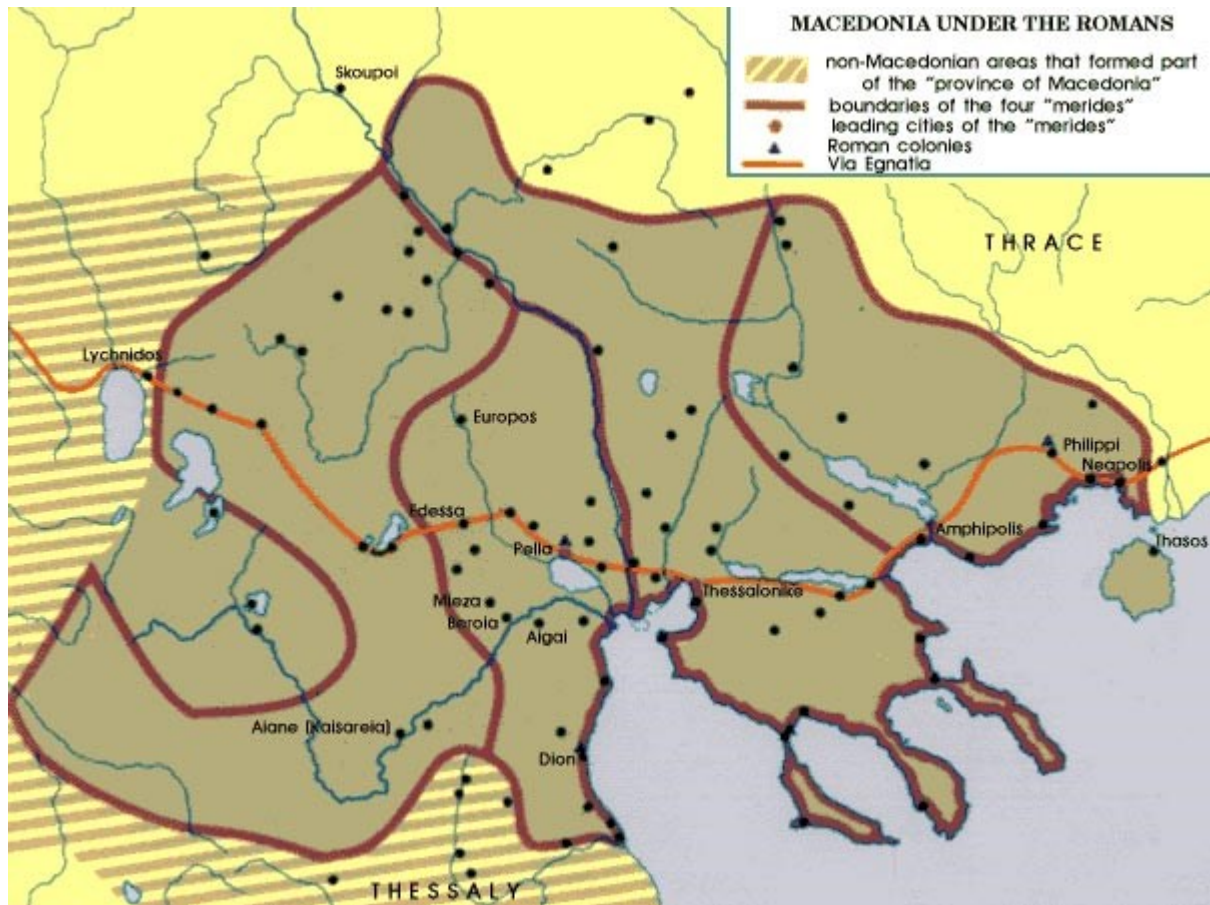 MACEDONIA UNDER THE ROMANS
non-Macedonian areas that formed part
of the "province of Macedonia"
boundaries of the four "merides"
leading cities of the "merides"
Roman colonies
Via Egnatia
Skoupoi
THRACE
Lychnidos
Europos
Philippi
Neapolis
Edessa
Amphipolis
Pella
Thasos
Thessalonike
Mieza
Beroia
Aigai
Aiane (Kaisareia)
Dion
THESSALY